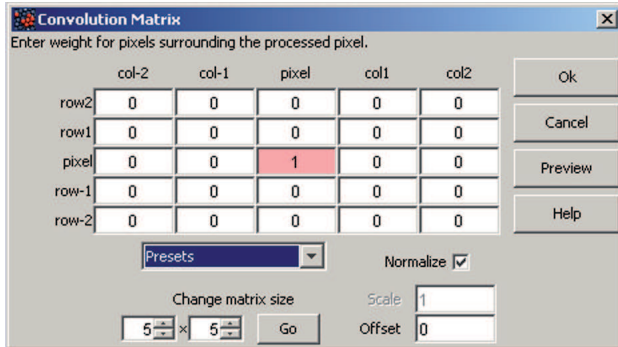 Convolution Matrix
Enter weight for pixels surrounding the processed pixel.
col-2 col-1 pixel col1 col2 Ok
row2 0 0 0 0 0
row1 0 0 0 0 0 Cancel
pixel 0 0 1 0 0 Preview
row-1 0 0 0 0 0
row-2 0 0 0 0 0 Help
Presets Normalize
Change matrix size Scale 1
5 × 5 Go Offset 0